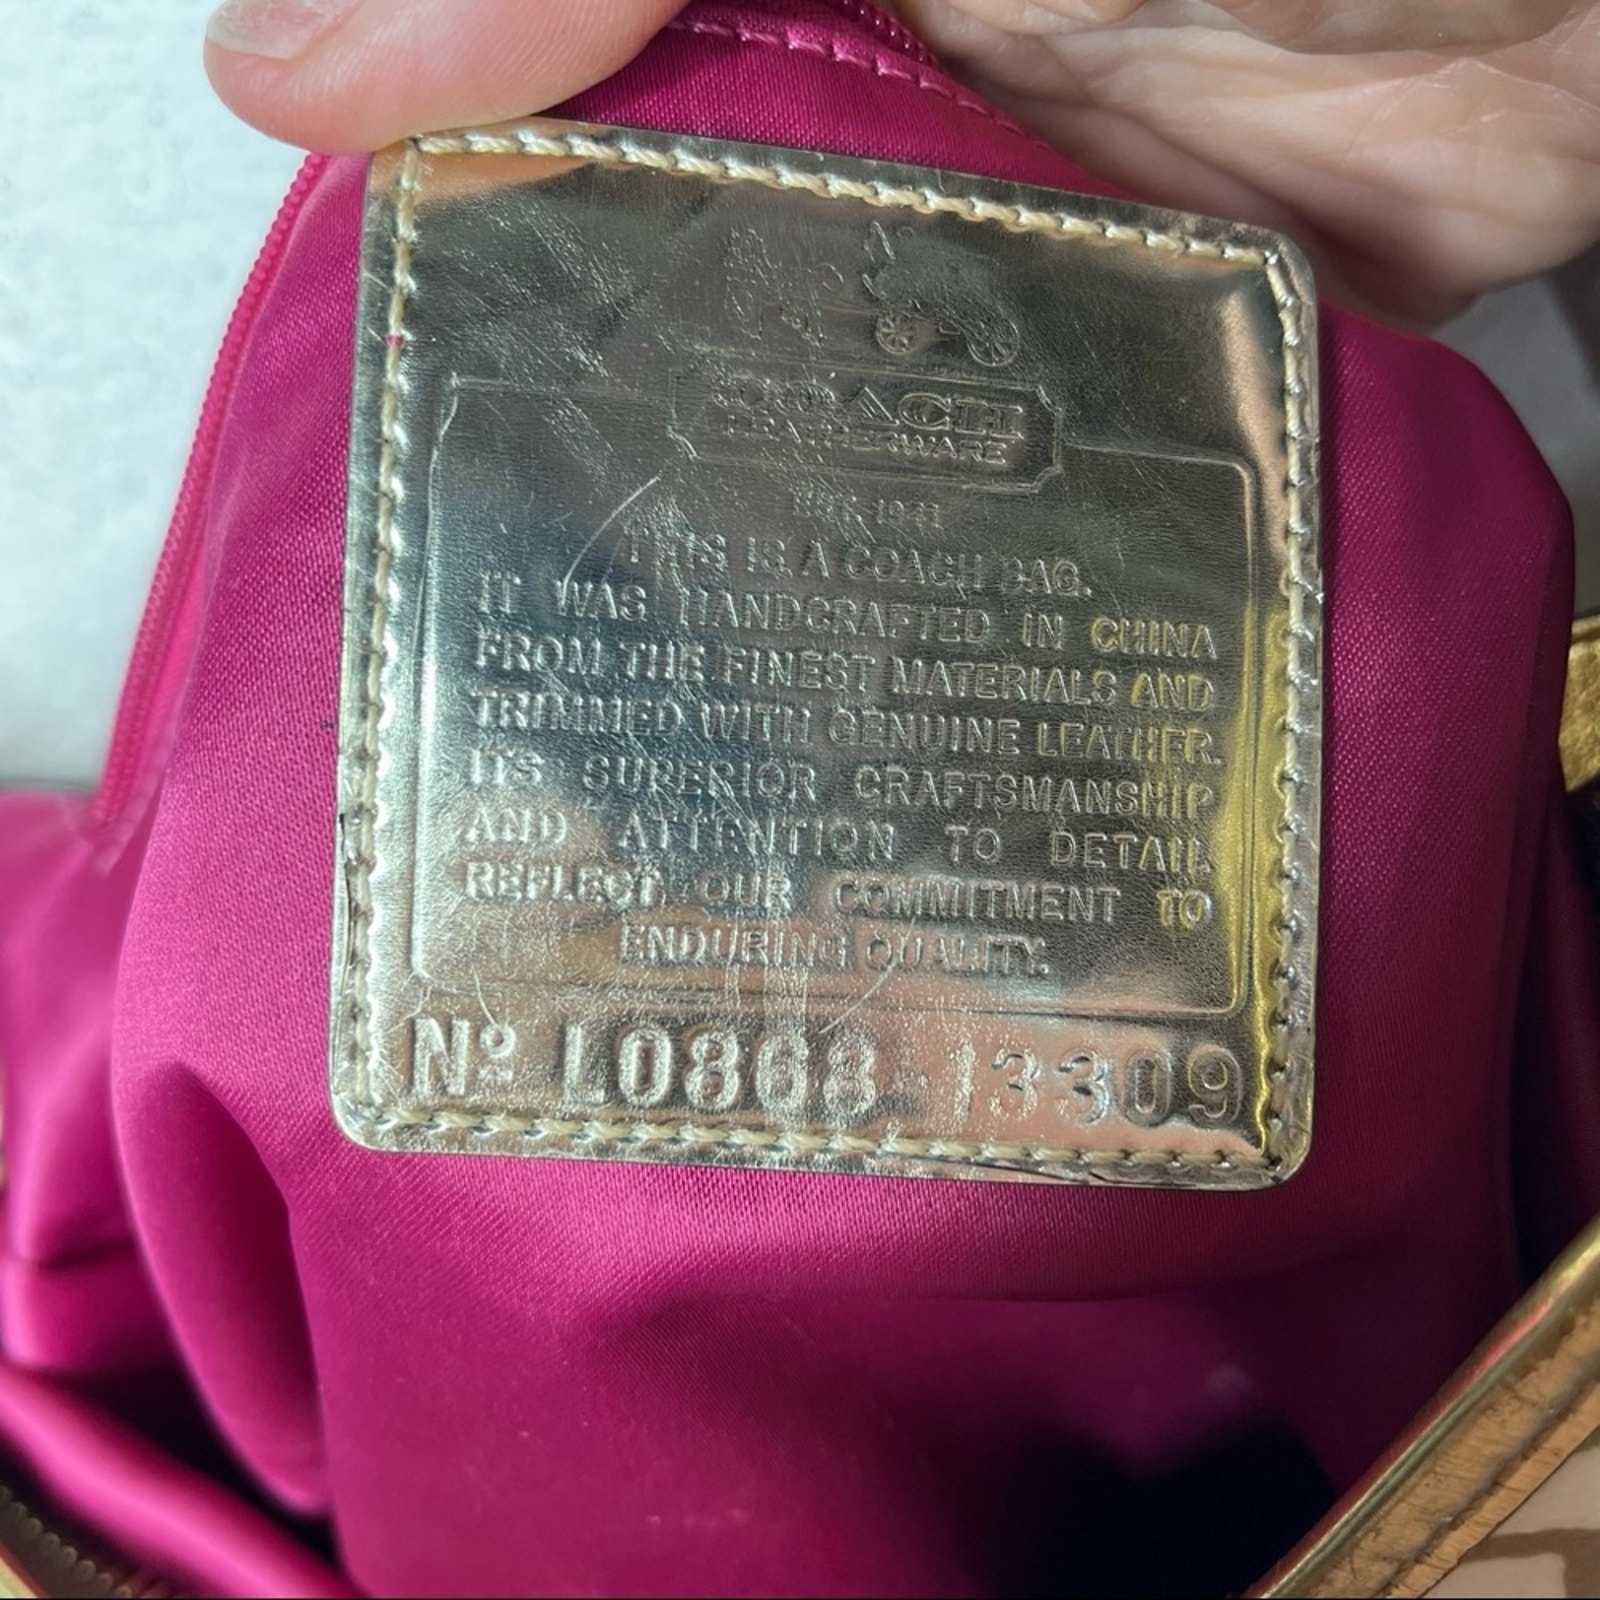 COACH
LEATHERWARE
EST. 1941
THIS IS A COACH BAG.
IT WAS HANDCRAFTED IN CHINA
FROM THE FINEST MATERIALS AND
TRIMMED WITH GENUINE LEATHER.
ITS SUPERIOR CRAFTSMANSHIP
AND ATTENTION TO DETAIL
REFLECT OUR COMMITMENT TO
ENDURING QUALITY.
Nº L0868-13309